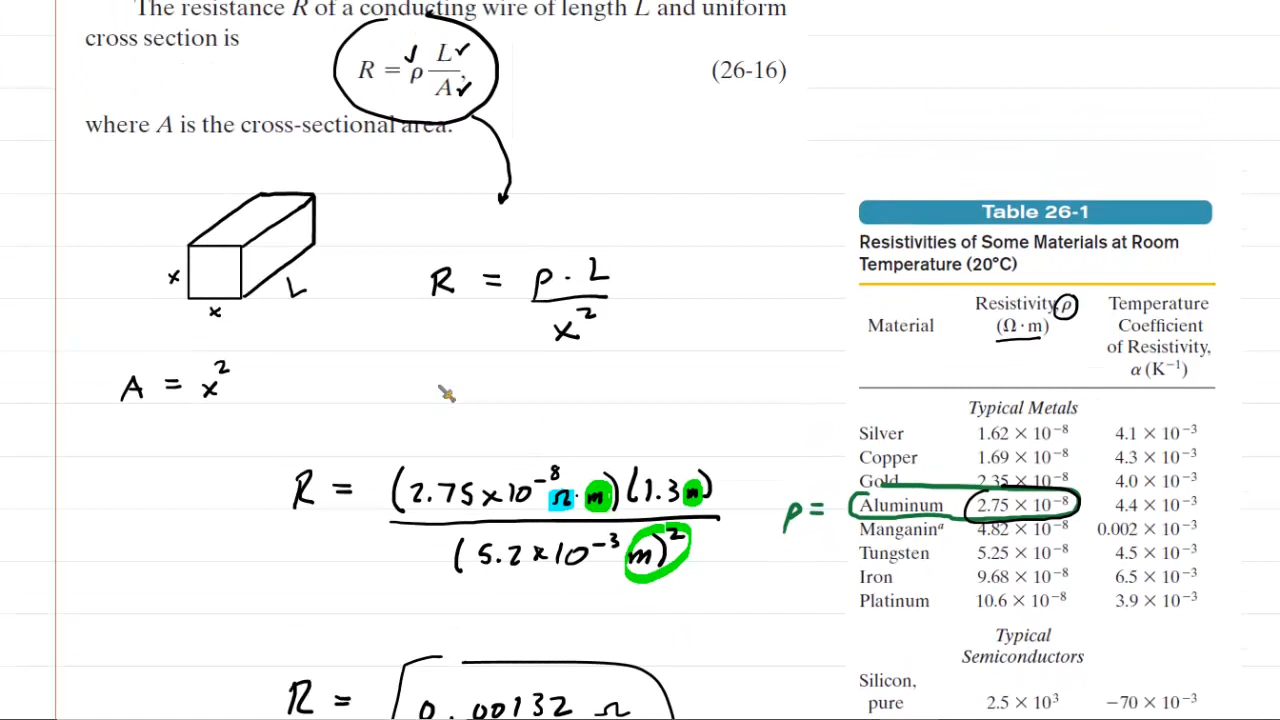 The resistance R of a conducting wire of length L and uniform
cross section is
R = ρ L/A, (26-16)
where A is the cross-sectional area.
x
x
L
R = ρ · L / x²
A = x²
R = (2.75 x 10⁻⁸ Ω · m)(1.3 m) / (5.2 x 10⁻³ m)²
R = 0.00132 Ω
ρ =
Table 26-1
Resistivities of Some Materials at Room
Temperature (20°C)
Material
Resistivity, ρ
(Ω · m)
Temperature
Coefficient
of Resistivity,
α (K⁻¹)
Typical Metals
Silver 1.62 × 10⁻⁸ 4.1 × 10⁻³
Copper 1.69 × 10⁻⁸ 4.3 × 10⁻³
Gold 2.35 × 10⁻⁸ 4.0 × 10⁻³
Aluminum 2.75 × 10⁻⁸ 4.4 × 10⁻³
Manganinᵃ 4.82 × 10⁻⁸ 0.002 × 10⁻³
Tungsten 5.25 × 10⁻⁸ 4.5 × 10⁻³
Iron 9.68 × 10⁻⁸ 6.5 × 10⁻³
Platinum 10.6 × 10⁻⁸ 3.9 × 10⁻³
Typical
Semiconductors
Silicon,
pure 2.5 × 10³ −70 × 10⁻³